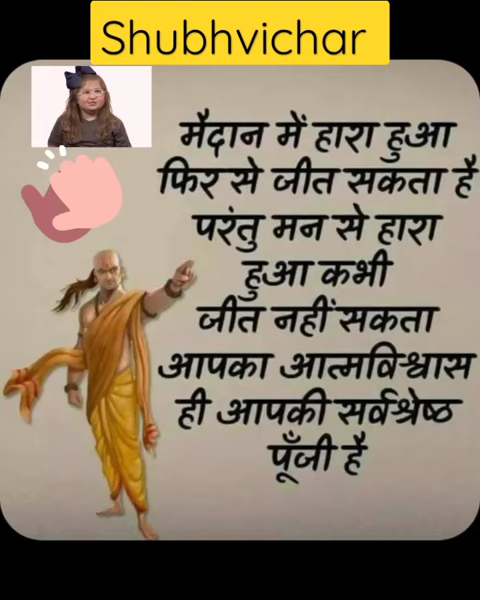 Shubhvichar
मैदान में हारा हुआ
फिर से जीत सकता है
परंतु मन से हारा
हुआ कभी
जीत नहीं सकता
आपका आत्मविश्वास
ही आपकी सर्वश्रेष्ठ
पूँजी है